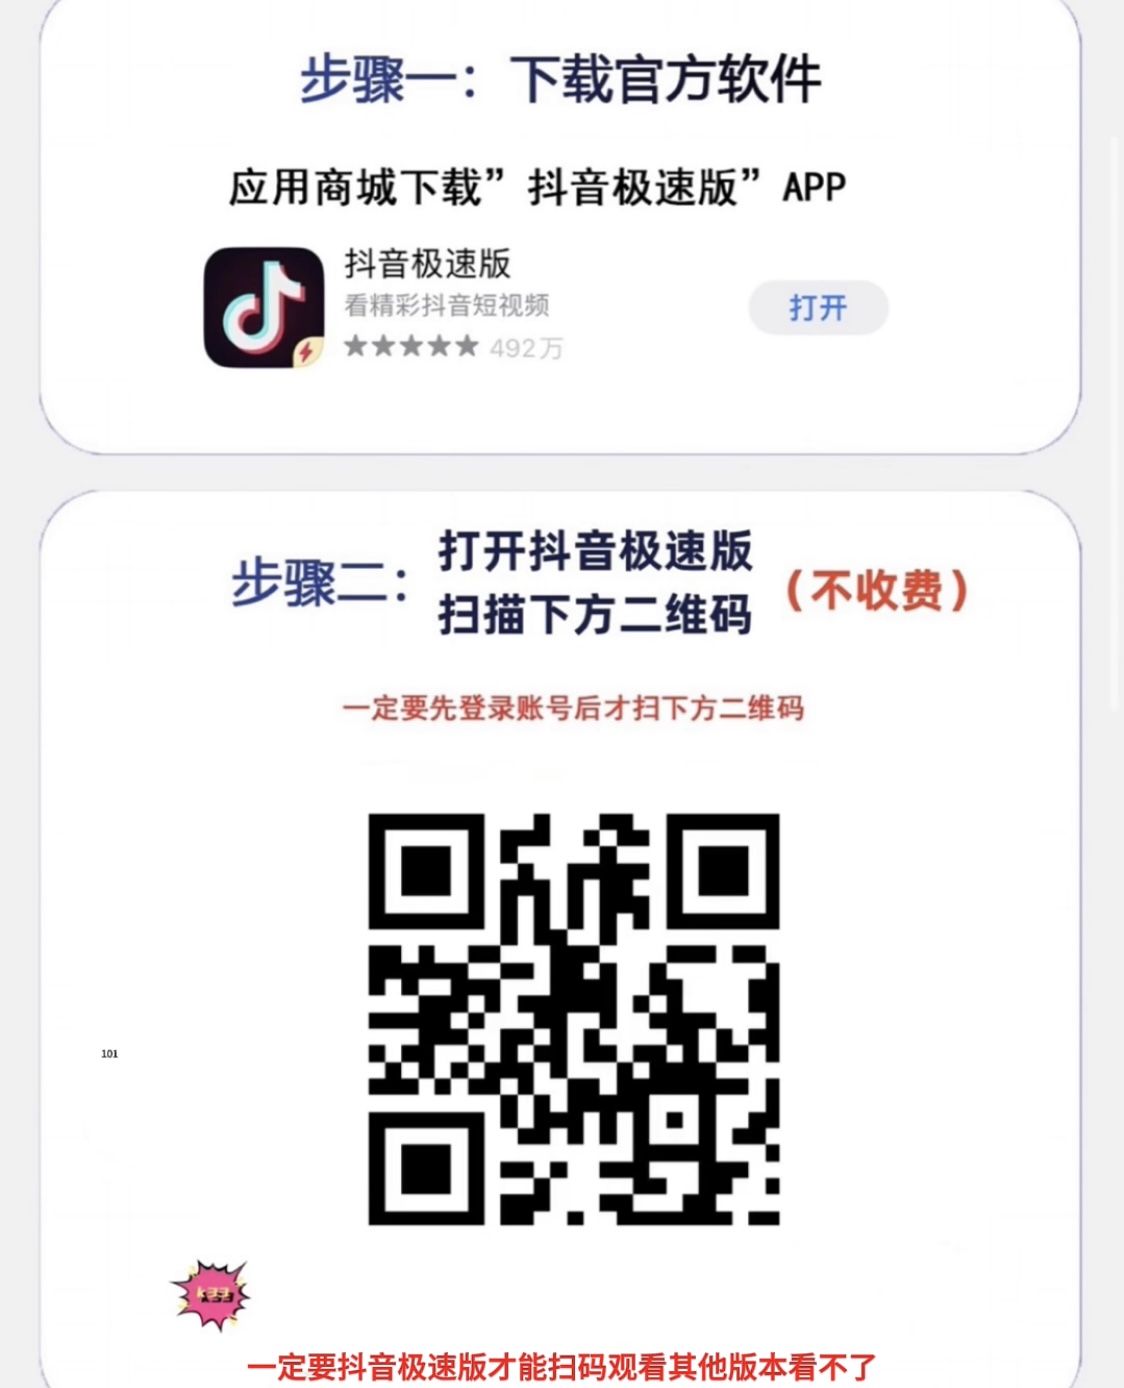 步骤一：下载官方软件
应用商城下载”抖音极速版”APP
抖音极速版
看精彩抖音短视频
★★★★★ 492万
打开
步骤二：
打开抖音极速版
扫描下方二维码
（不收费）
一定要先登录账号后才扫下方二维码
101
k33
一定要抖音极速版才能扫码观看其他版本看不了